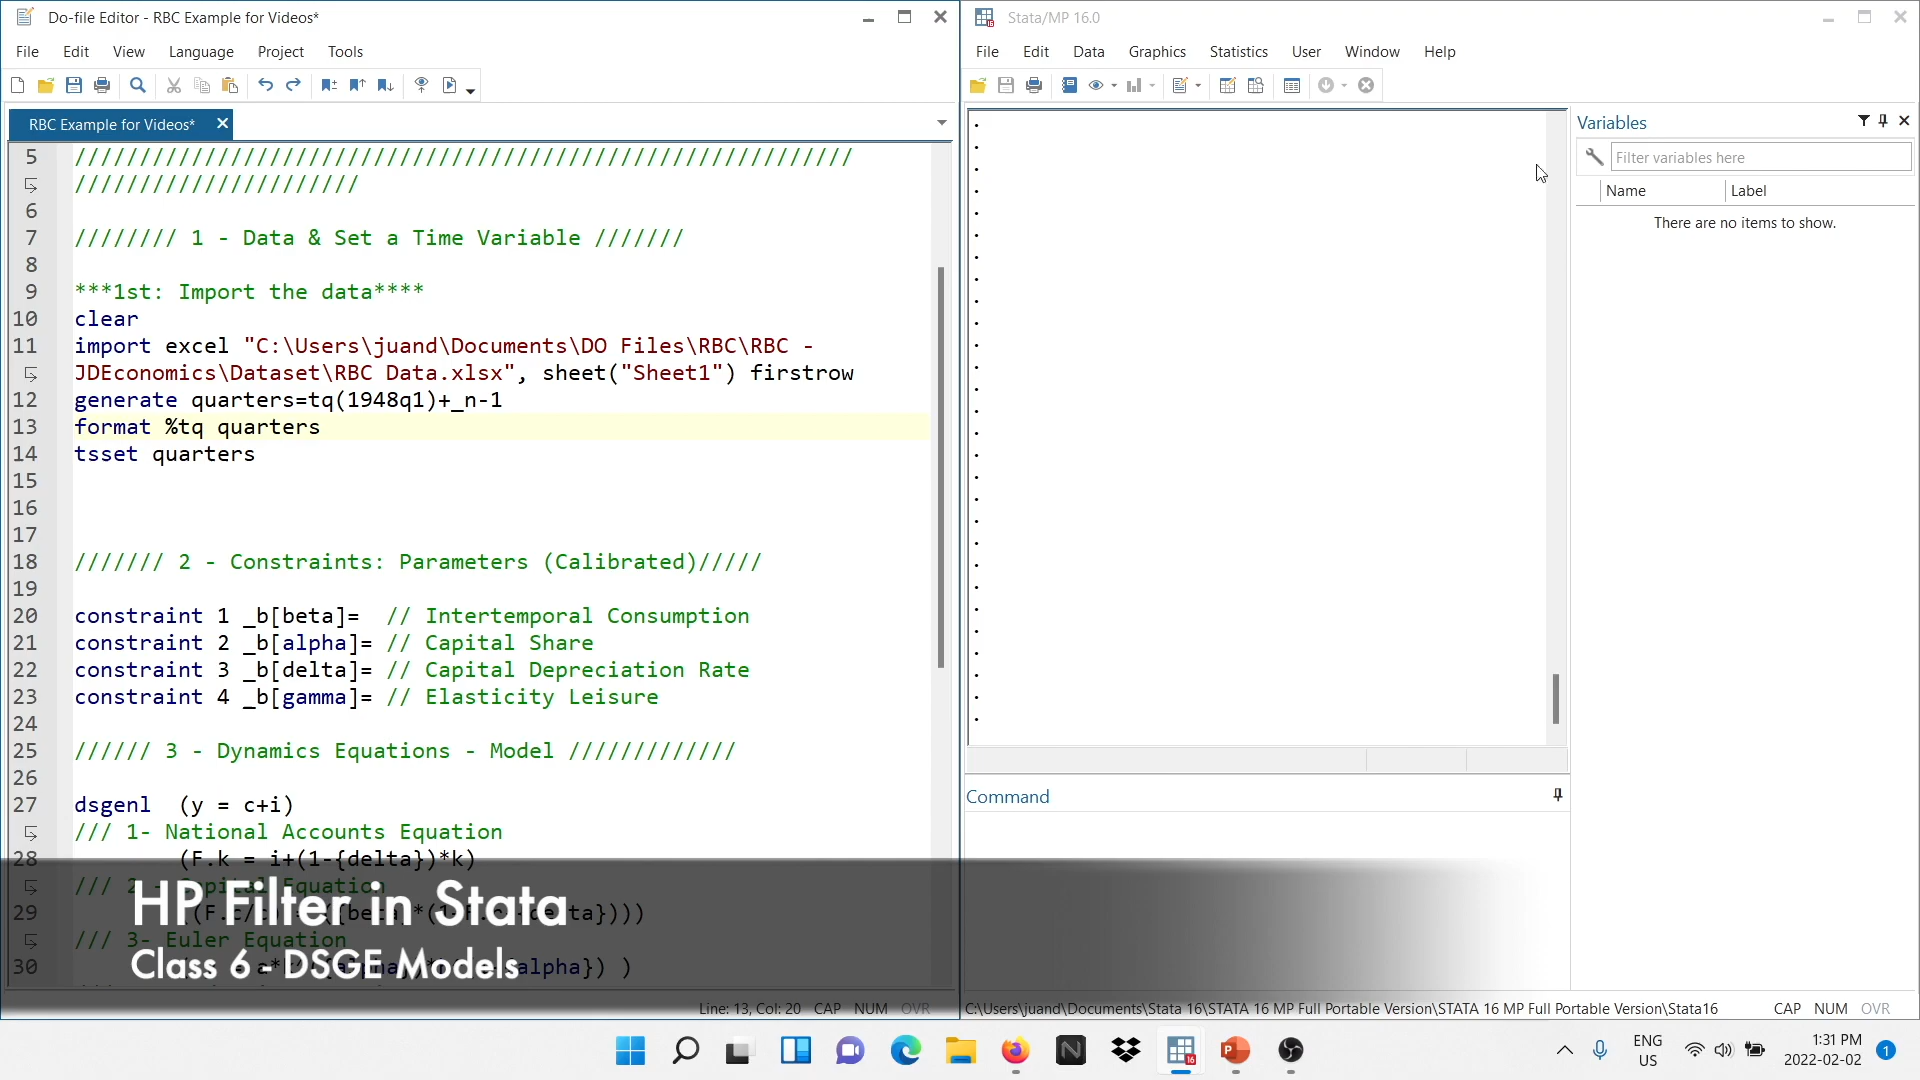 Do-file Editor - RBC Example for Videos*
File Edit View Language Project Tools
RBC Example for Videos*
5 ////////////////////////////////////////////////////////////
//////////////////////
6
7 //////// 1 - Data & Set a Time Variable ///////
8
9 ***1st: Import the data****
10 clear
11 import excel "C:\Users\juand\Documents\DO Files\RBC\RBC -
JDEconomics\Dataset\RBC Data.xlsx", sheet("Sheet1") firstrow
12 generate quarters=tq(1948q1)+_n-1
13 format %tq quarters
14 tsset quarters
15
16
17
18 /////// 2 - Constraints: Parameters (Calibrated)/////
19
20 constraint 1 _b[beta]=  // Intertemporal Consumption
21 constraint 2 _b[alpha]= // Capital Share
22 constraint 3 _b[delta]= // Capital Depreciation Rate
23 constraint 4 _b[gamma]= // Elasticity Leisure
24
25 ////// 3 - Dynamics Equations - Model /////////////
26
27 dsgenl  (y = c+i)
/// 1- National Accounts Equation
28 (F.k = i+(1-{delta})*k)
/// 2 - Capital Equation
29
/// 3- Euler Equation
30
HP Filter in Stata
Class 6 - DSGE Models
Line: 13, Col: 20 CAP NUM OVR
Stata/MP 16.0
File Edit Data Graphics Statistics User Window Help
Command
Variables
Filter variables here
Name Label
There are no items to show.
C:\Users\juand\Documents\Stata 16\STATA 16 MP Full Portable Version\STATA 16 MP Full Portable Version\Stata16 CAP NUM OVR
ENG
US
1:31 PM
2022-02-02
1